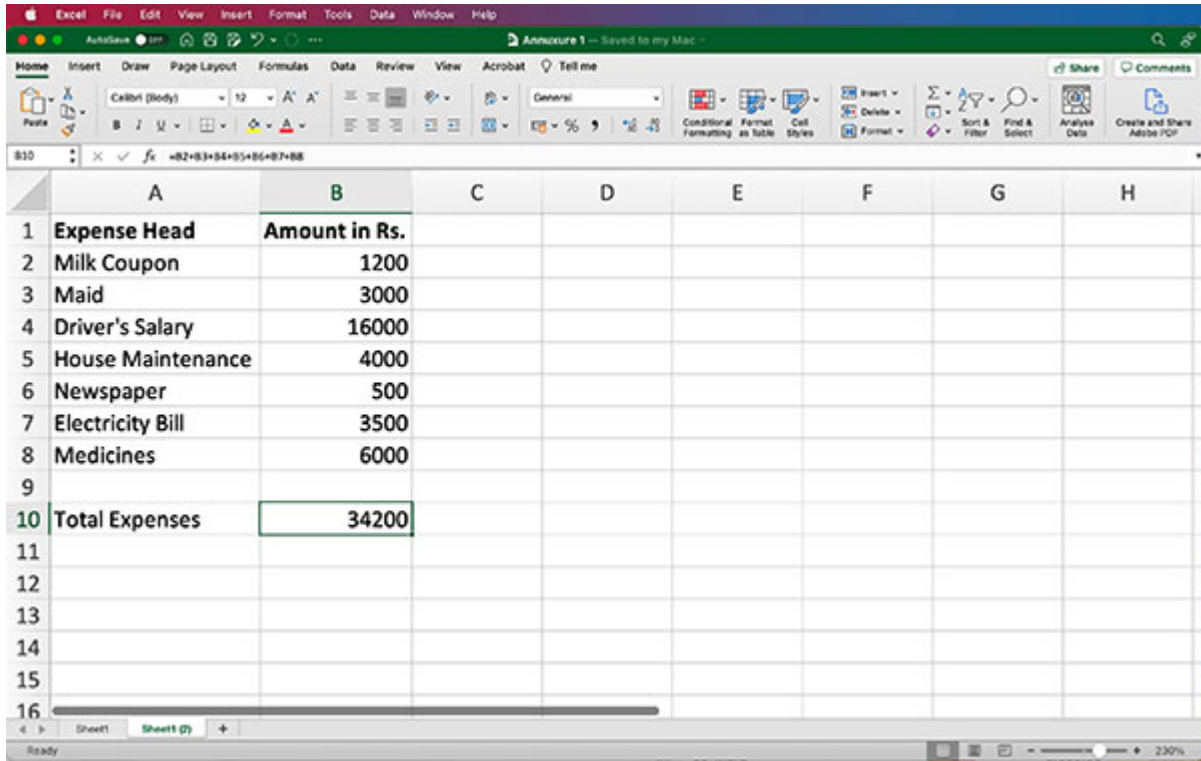 Excel File Edit View Insert Format Tools Data Window Help
AutoSave OFF Annuxure 1 — Saved to my Mac
Home Insert Draw Page Layout Formulas Data Review View Acrobat Tell me Share Comments
Paste Calibri (Body) 12 A A General Conditional Formatting Format as Table Cell Styles Insert Delete Format Sort & Filter Find & Select Analyse Data Create and Share Adobe PDF
B I U A % 9
B10 fx =B2+B3+B4+B5+B6+B7+B8
A B C D E F G H
1 Expense Head Amount in Rs.
2 Milk Coupon 1200
3 Maid 3000
4 Driver's Salary 16000
5 House Maintenance 4000
6 Newspaper 500
7 Electricity Bill 3500
8 Medicines 6000
9
10 Total Expenses 34200
11
12
13
14
15
16
Sheet1 Sheet1 (2) +
Ready 230%